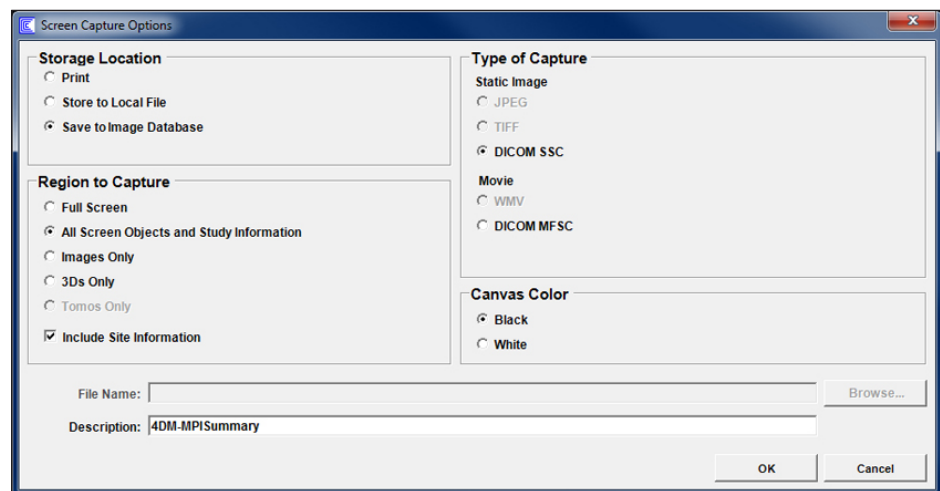 Screen Capture Options
Storage Location
Print
Store to Local File
Save to Image Database
Region to Capture
Full Screen
All Screen Objects and Study Information
Images Only
3Ds Only
Tomos Only
Include Site Information
Type of Capture
Static Image
JPEG
TIFF
DICOM SSC
Movie
WMV
DICOM MFSC
Canvas Color
Black
White
File Name:
Browse...
Description: 4DM-MPISummary
OK Cancel